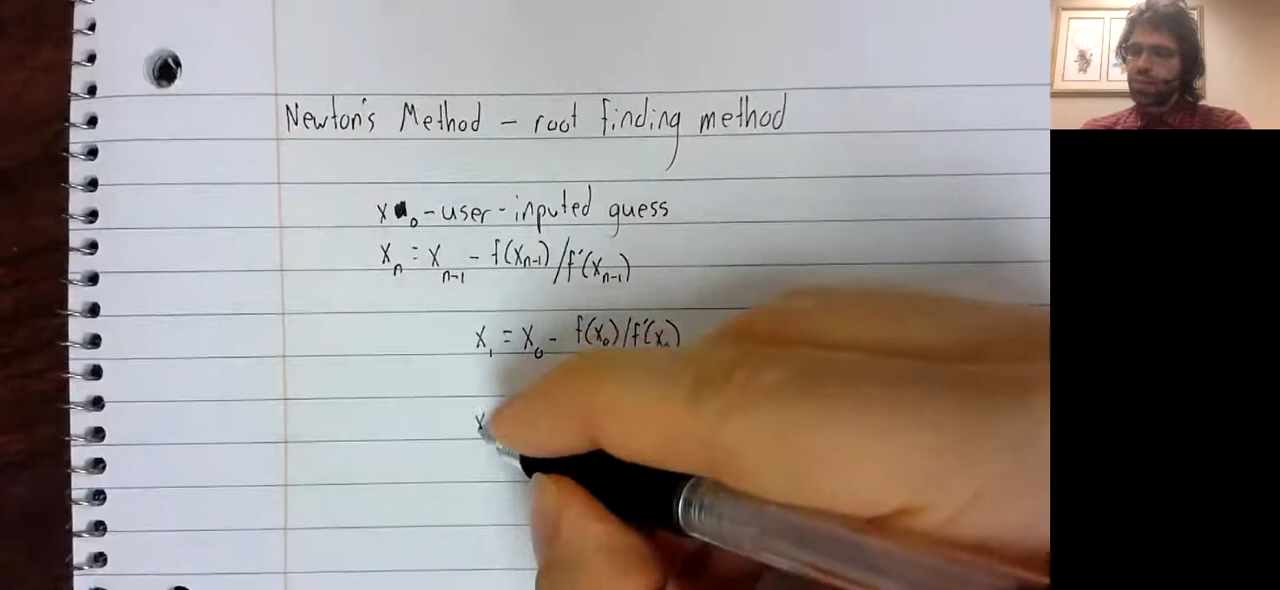 Newton's Method - root finding method
x₀ - user-inputed guess
xₙ = xₙ₋₁ - f(xₙ₋₁)/f'(xₙ₋₁)
x₁ = x₀ - f(x₀)/f'(x₀)
x